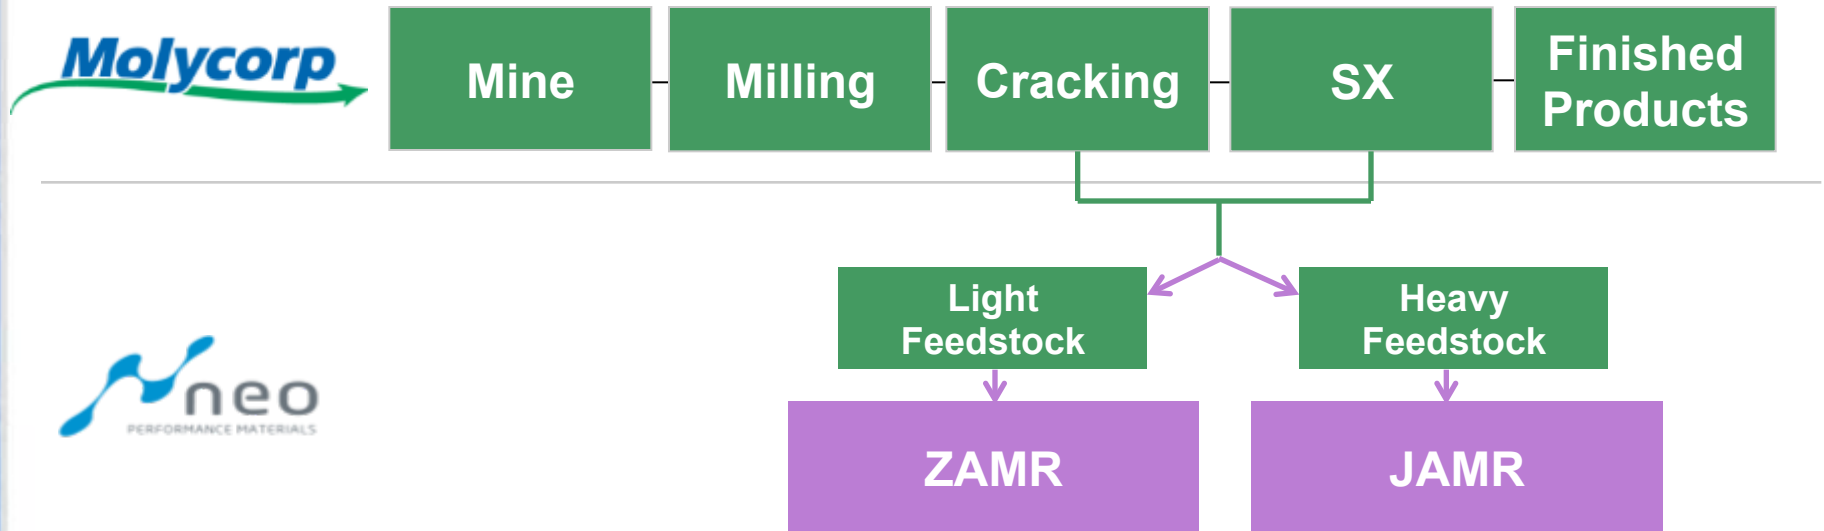 Molycorp
Mine
Milling
Cracking
SX
Finished
Products
Light
Feedstock
Heavy
Feedstock
neo
PERFORMANCE MATERIALS
ZAMR
JAMR